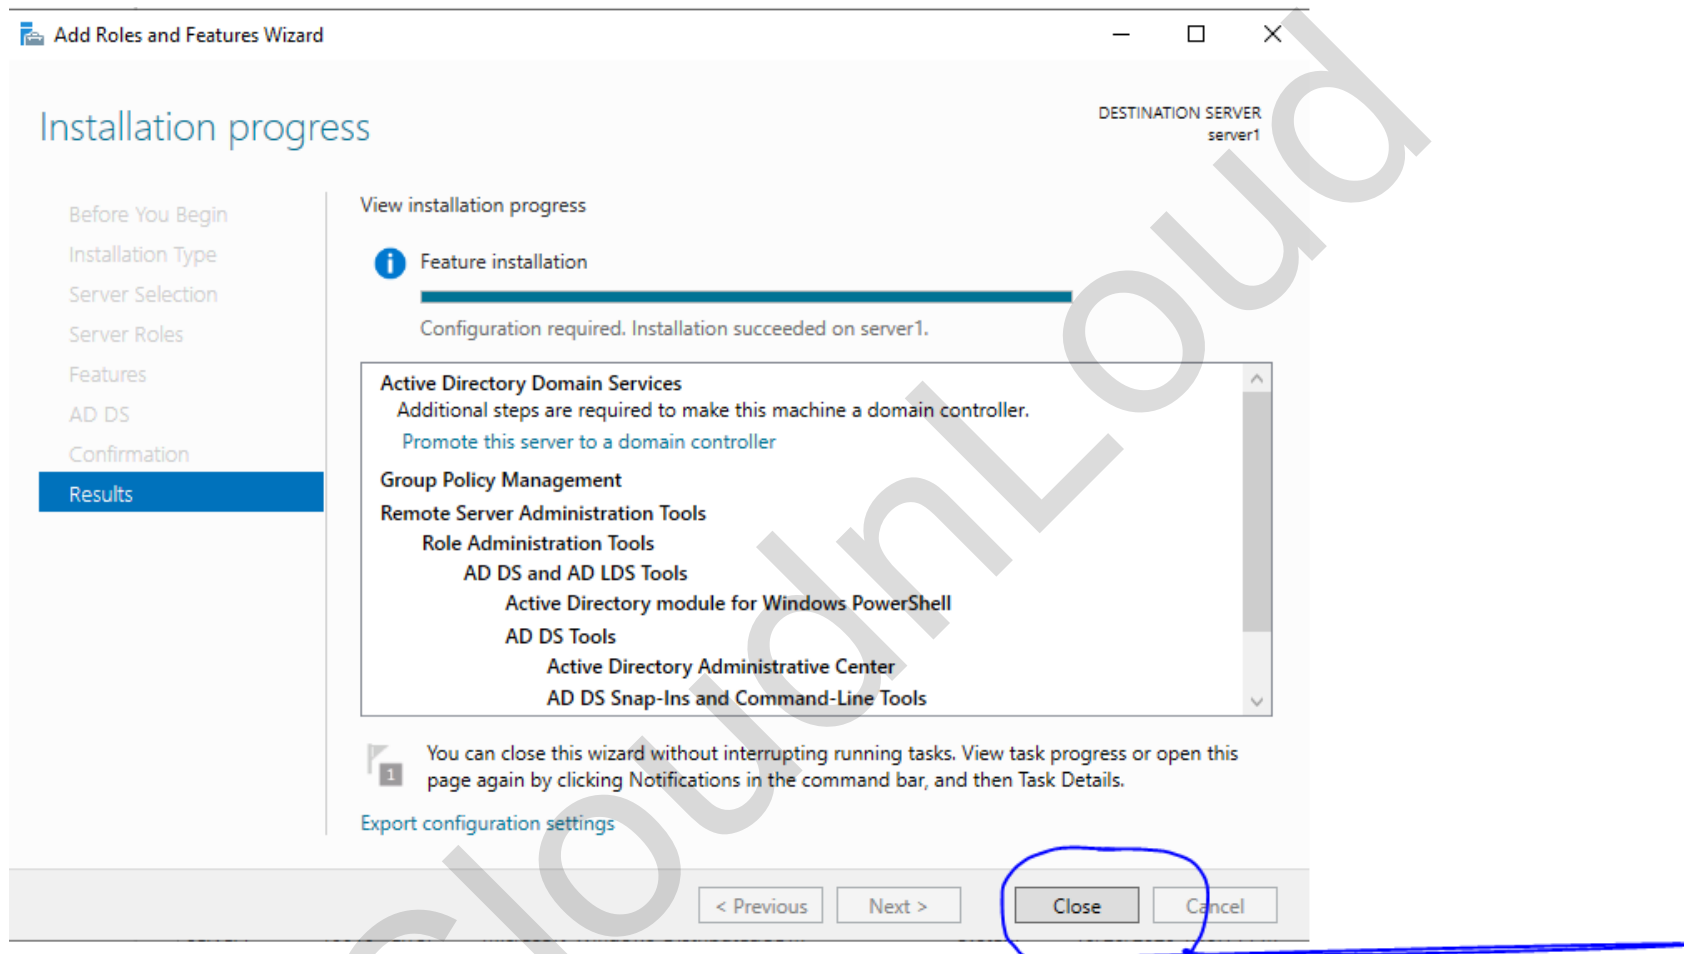 Add Roles and Features Wizard
Installation progress
DESTINATION SERVER
server1
Before You Begin
Installation Type
Server Selection
Server Roles
Features
AD DS
Confirmation
Results
View installation progress
Feature installation
Configuration required. Installation succeeded on server1.
Active Directory Domain Services
Additional steps are required to make this machine a domain controller.
Promote this server to a domain controller
Group Policy Management
Remote Server Administration Tools
Role Administration Tools
AD DS and AD LDS Tools
Active Directory module for Windows PowerShell
AD DS Tools
Active Directory Administrative Center
AD DS Snap-Ins and Command-Line Tools
1
You can close this wizard without interrupting running tasks. View task progress or open this
page again by clicking Notifications in the command bar, and then Task Details.
Export configuration settings
< Previous
Next >
Close
Cancel
CloudnLoud